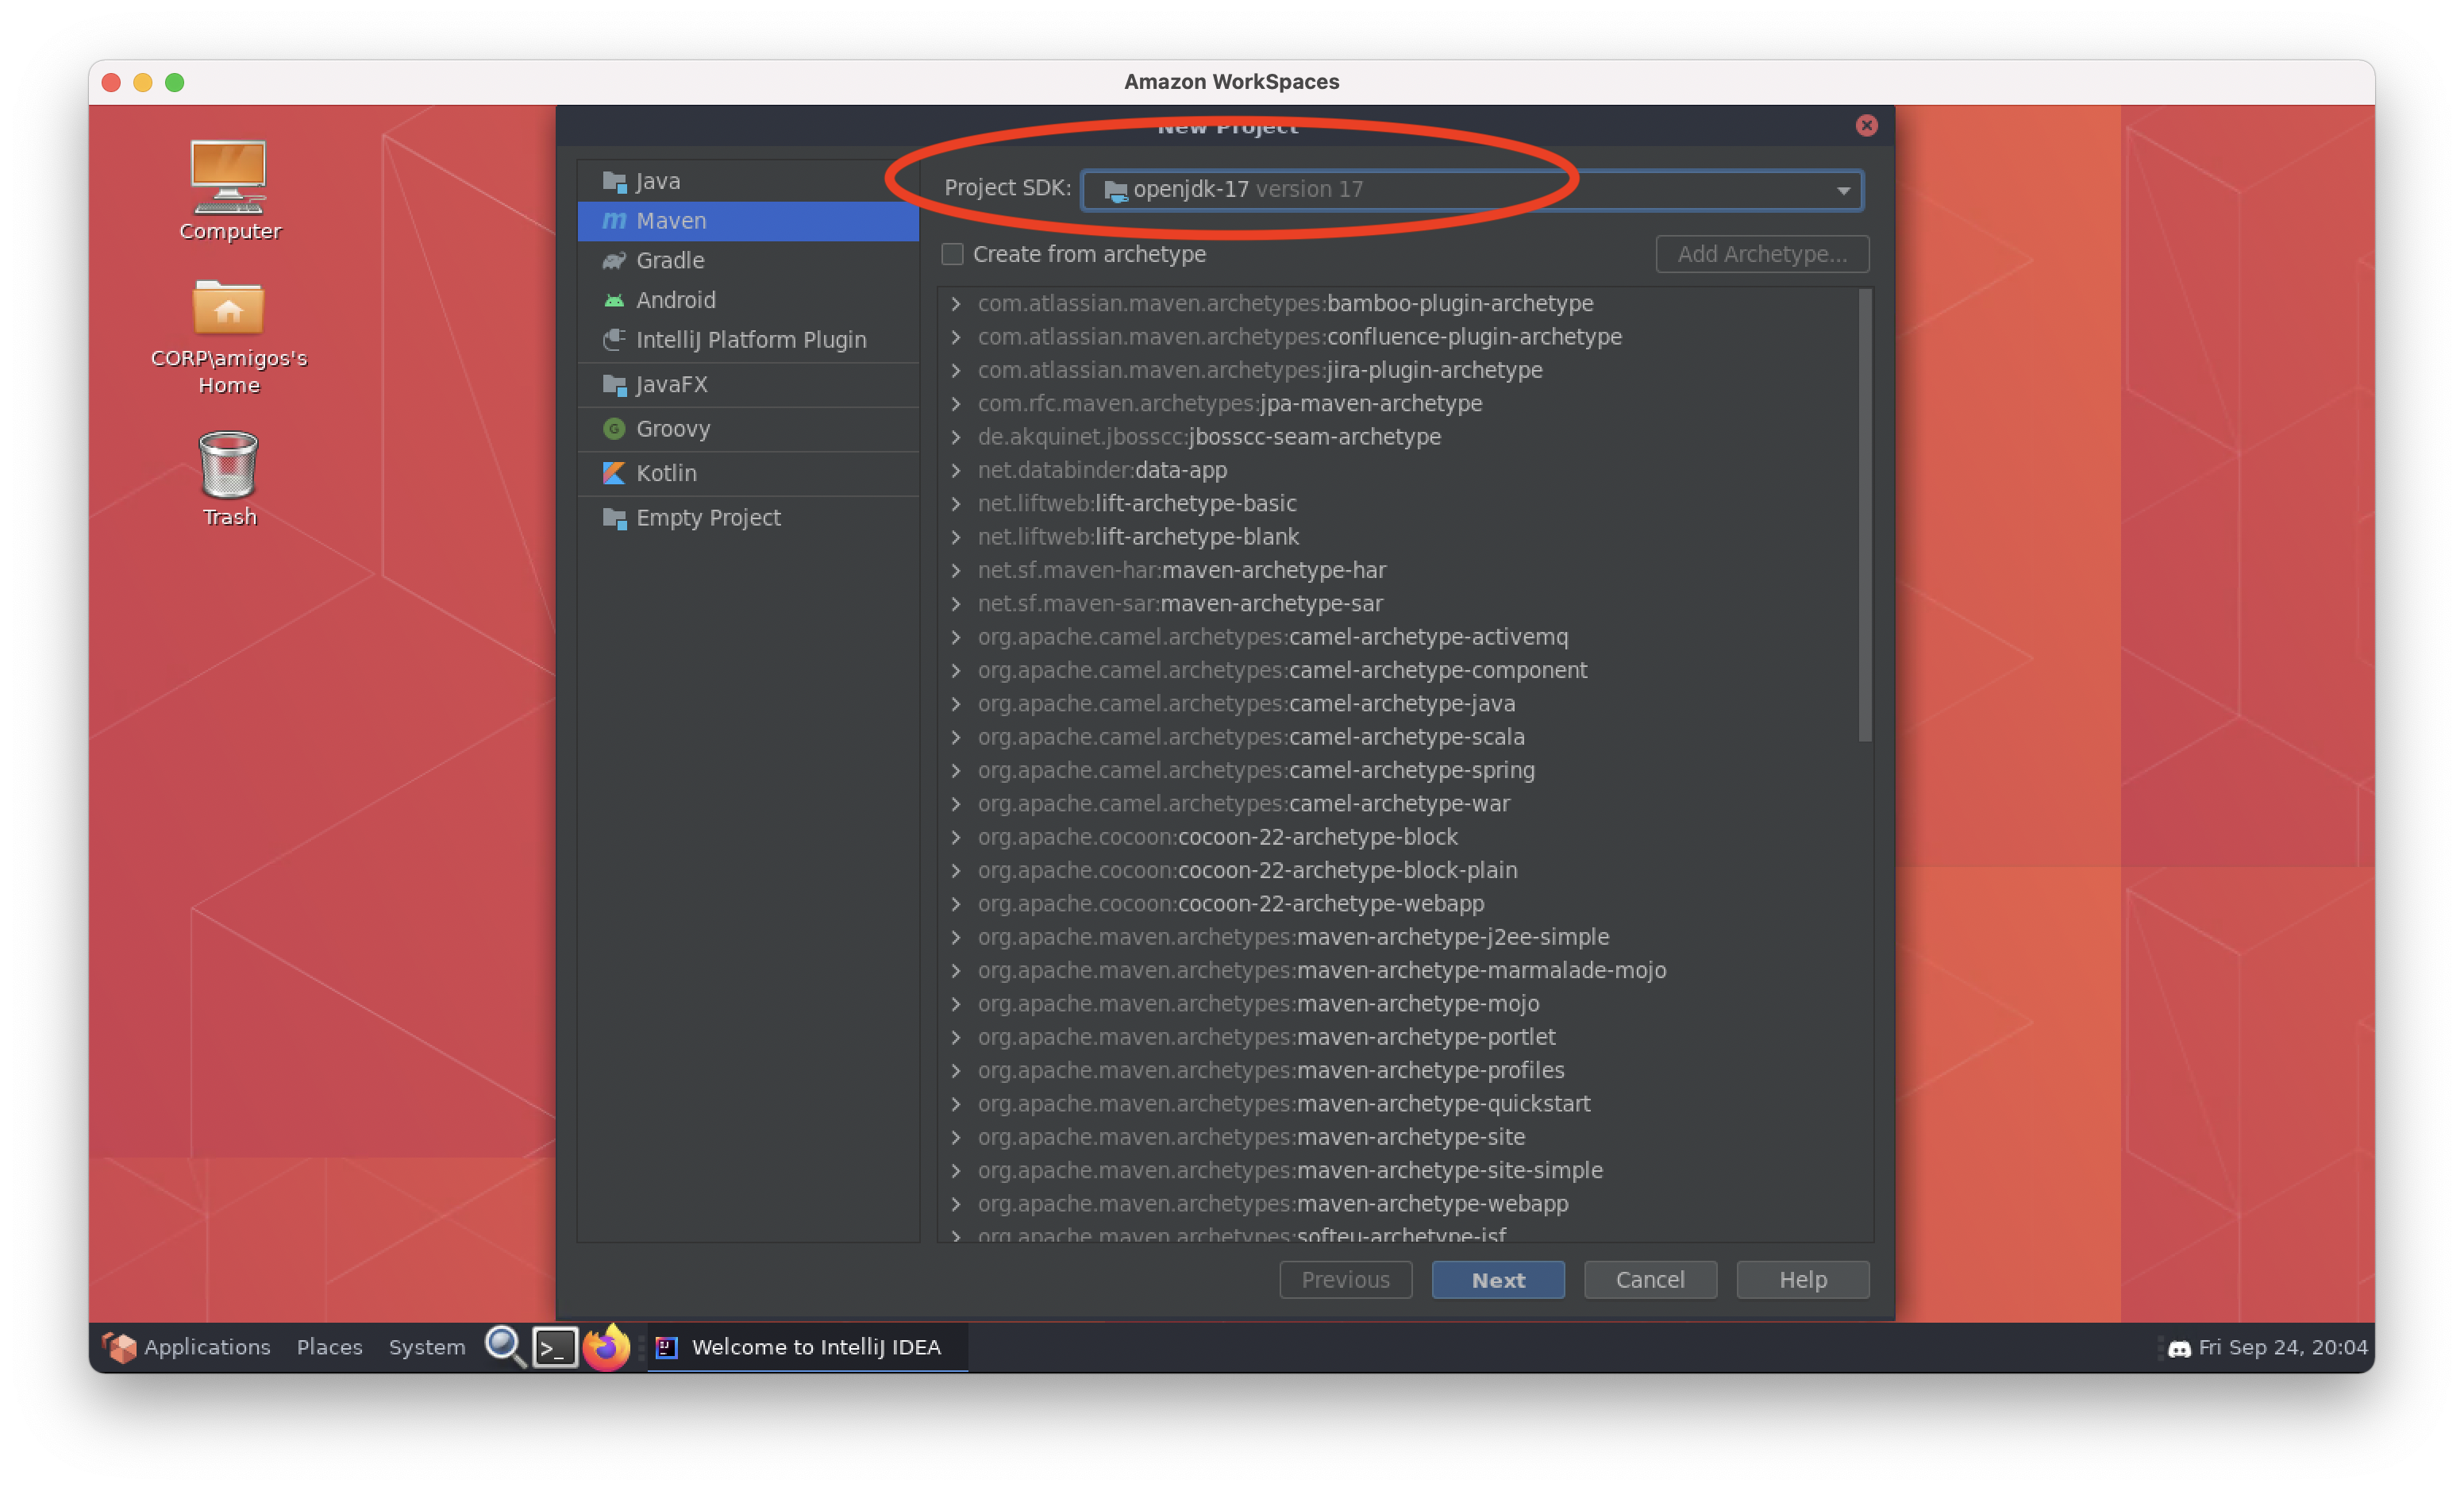 Amazon WorkSpaces
Computer
CORP\amigos's
Home
Trash
New Project
Java
Maven
Gradle
Android
IntelliJ Platform Plugin
JavaFX
Groovy
Kotlin
Empty Project
Project SDK: openjdk-17 version 17
Create from archetype
Add Archetype...
com.atlassian.maven.archetypes:bamboo-plugin-archetype
com.atlassian.maven.archetypes:confluence-plugin-archetype
com.atlassian.maven.archetypes:jira-plugin-archetype
com.rfc.maven.archetypes:jpa-maven-archetype
de.akquinet.jbosscc:jbosscc-seam-archetype
net.databinder:data-app
net.liftweb:lift-archetype-basic
net.liftweb:lift-archetype-blank
net.sf.maven-har:maven-archetype-har
net.sf.maven-sar:maven-archetype-sar
org.apache.camel.archetypes:camel-archetype-activemq
org.apache.camel.archetypes:camel-archetype-component
org.apache.camel.archetypes:camel-archetype-java
org.apache.camel.archetypes:camel-archetype-scala
org.apache.camel.archetypes:camel-archetype-spring
org.apache.camel.archetypes:camel-archetype-war
org.apache.cocoon:cocoon-22-archetype-block
org.apache.cocoon:cocoon-22-archetype-block-plain
org.apache.cocoon:cocoon-22-archetype-webapp
org.apache.maven.archetypes:maven-archetype-j2ee-simple
org.apache.maven.archetypes:maven-archetype-marmalade-mojo
org.apache.maven.archetypes:maven-archetype-mojo
org.apache.maven.archetypes:maven-archetype-portlet
org.apache.maven.archetypes:maven-archetype-profiles
org.apache.maven.archetypes:maven-archetype-quickstart
org.apache.maven.archetypes:maven-archetype-site
org.apache.maven.archetypes:maven-archetype-site-simple
org.apache.maven.archetypes:maven-archetype-webapp
org.apache.maven.archetypes:softeu-archetype-jsf
Previous
Next
Cancel
Help
Applications Places System
Welcome to IntelliJ IDEA
Fri Sep 24, 20:04